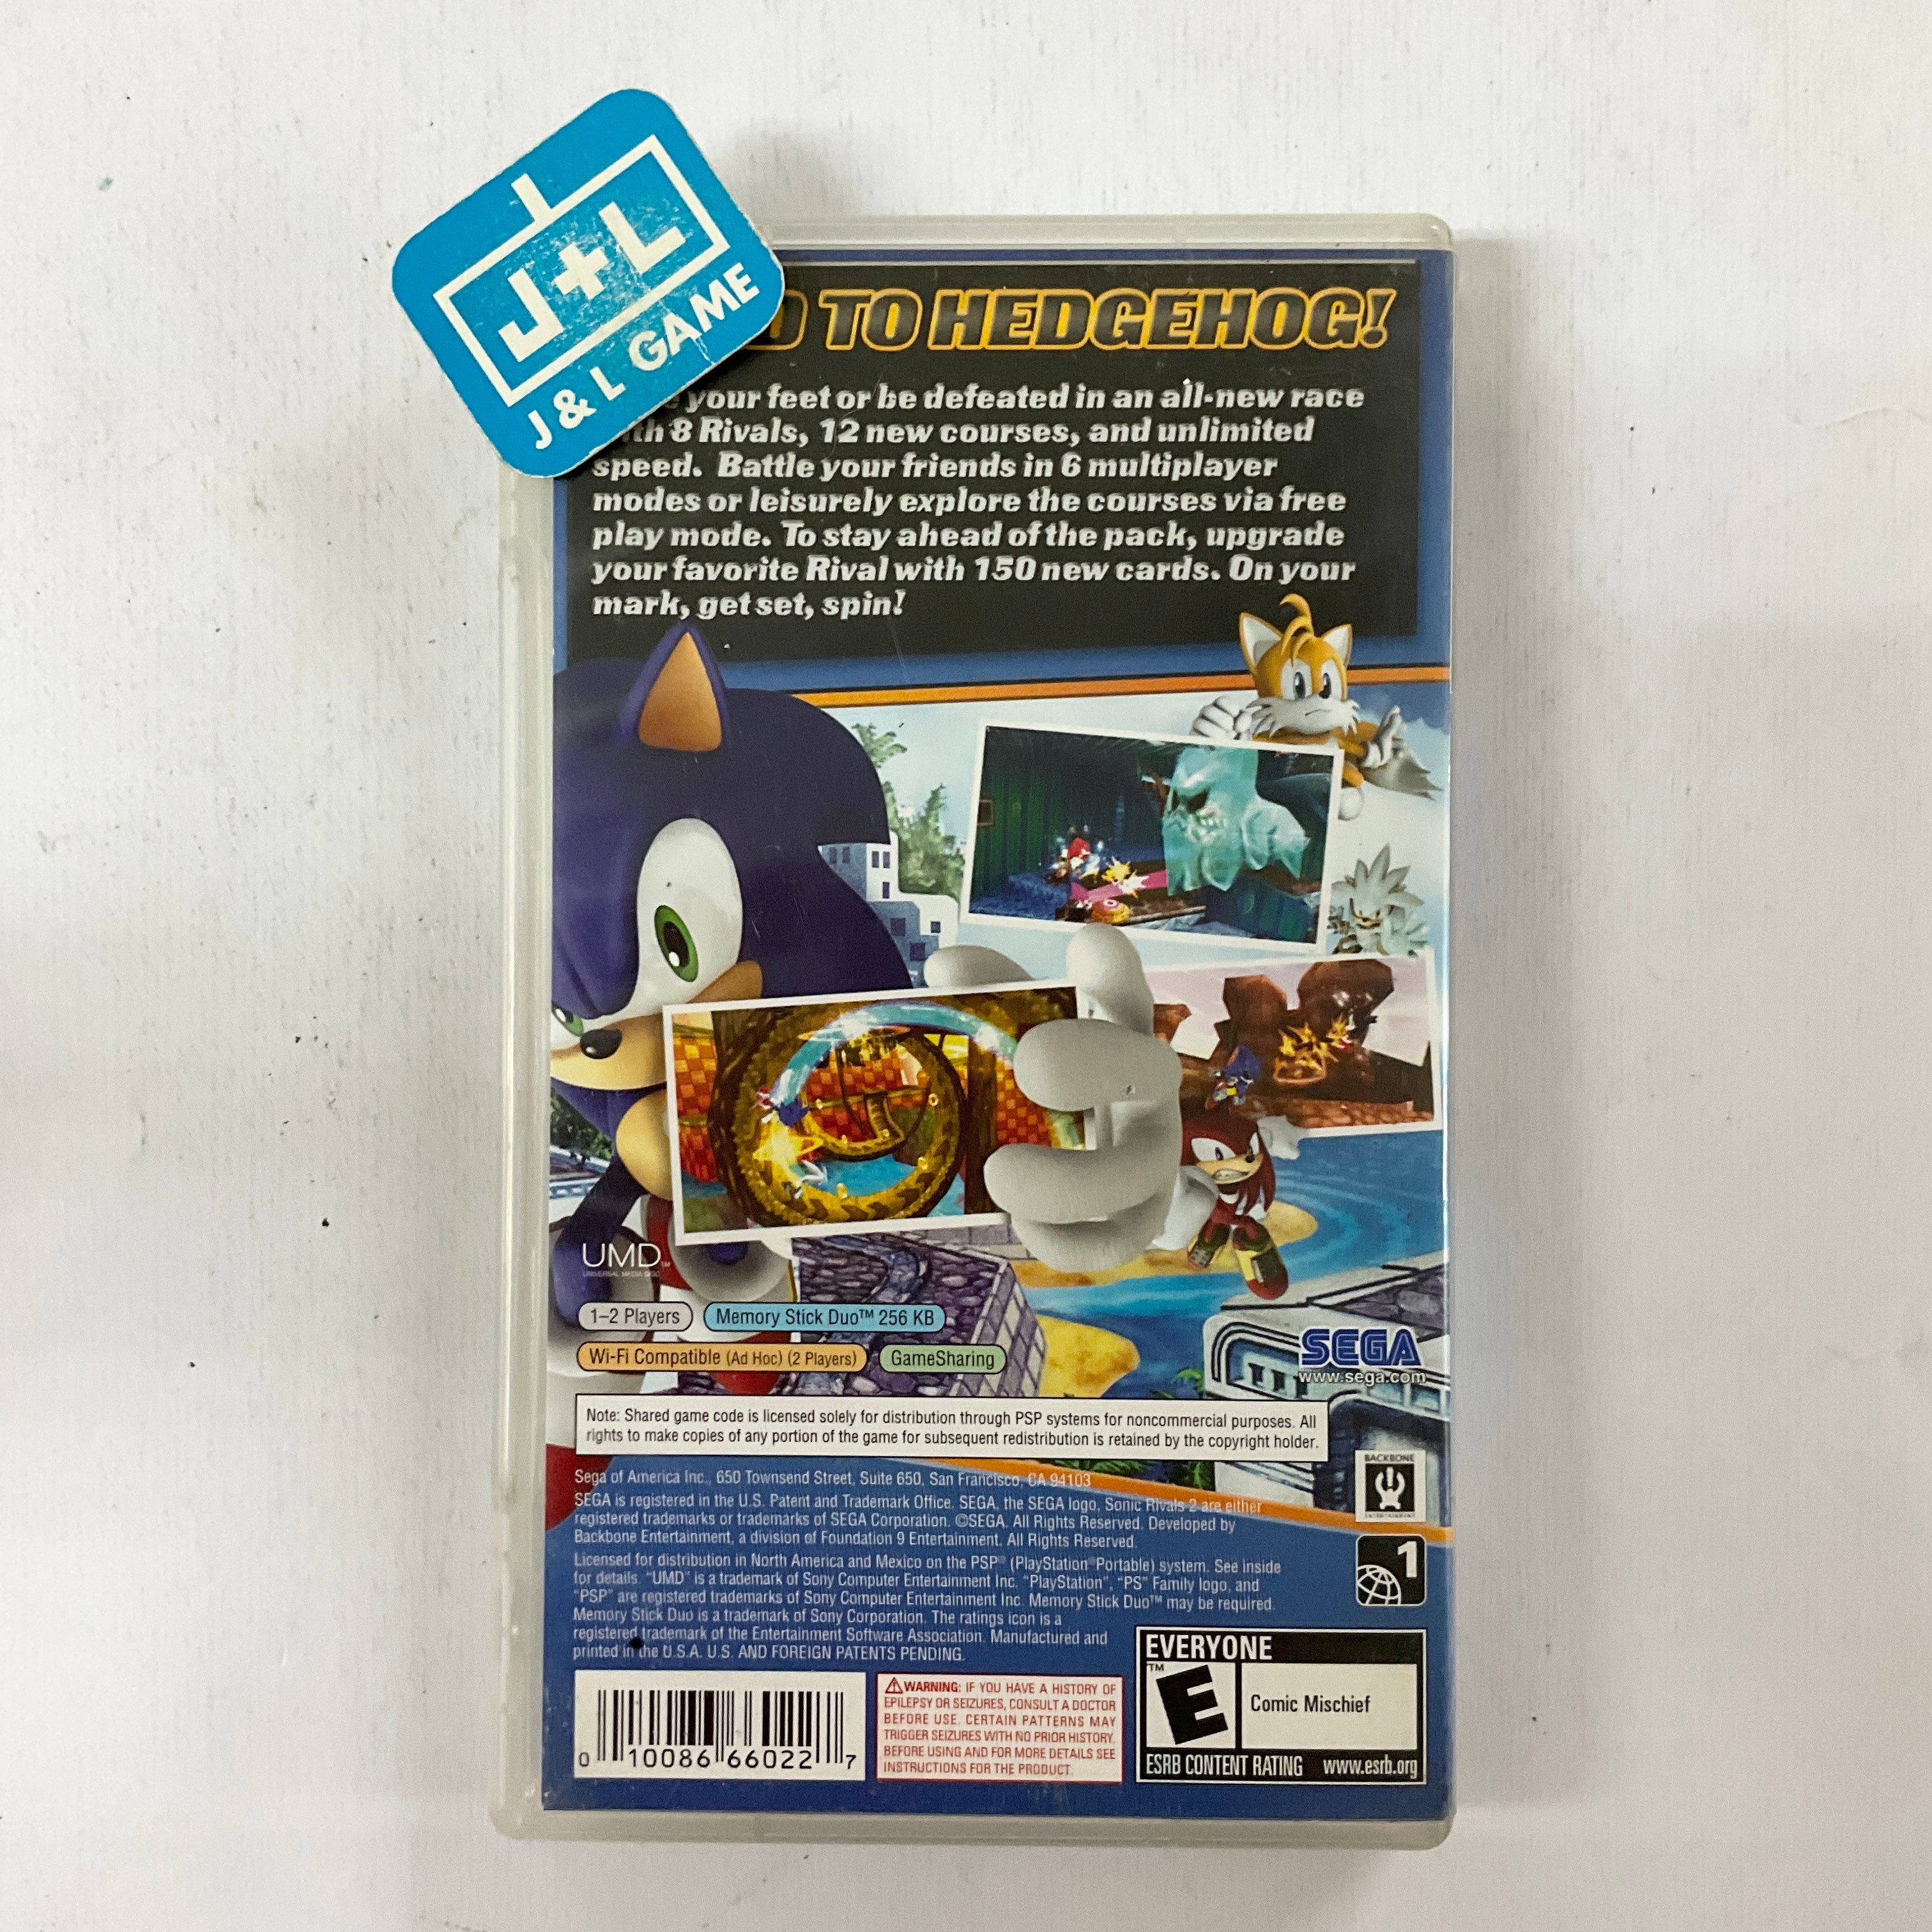 J+L
J & L GAME
TO HEDGEHOG!
your feet or be defeated in an all-new race
with 8 Rivals, 12 new courses, and unlimited
speed. Battle your friends in 6 multiplayer
modes or leisurely explore the courses via free
play mode. To stay ahead of the pack, upgrade
your favorite Rival with 150 new cards. On your
mark, get set, spin!
UMD™
UNIVERSAL MEDIA DISC
1–2 Players
Memory Stick Duo™ 256 KB
Wi-Fi Compatible (Ad Hoc) (2 Players)
GameSharing
SEGA
www.sega.com
Note: Shared game code is licensed solely for distribution through PSP systems for noncommercial purposes. All
rights to make copies of any portion of the game for subsequent redistribution is retained by the copyright holder.
BACKBONE
ENTERTAINMENT
Sega of America Inc., 650 Townsend Street, Suite 650, San Francisco, CA 94103
SEGA is registered in the U.S. Patent and Trademark Office. SEGA, the SEGA logo, Sonic Rivals 2 are either
registered trademarks or trademarks of SEGA Corporation. ©SEGA. All Rights Reserved. Developed by
Backbone Entertainment, a division of Foundation 9 Entertainment. All Rights Reserved.
Licensed for distribution in North America and Mexico on the PSP® (PlayStation®Portable) system. See inside
for details. "UMD" is a trademark of Sony Computer Entertainment Inc. "PlayStation", "PS" Family logo, and
"PSP" are registered trademarks of Sony Computer Entertainment Inc. Memory Stick Duo™ may be required.
Memory Stick Duo is a trademark of Sony Corporation. The ratings icon is a
registered trademark of the Entertainment Software Association. Manufactured and
printed in the U.S.A. U.S. AND FOREIGN PATENTS PENDING.
1
0 10086 66022 7
WARNING: IF YOU HAVE A HISTORY OF
EPILEPSY OR SEIZURES, CONSULT A DOCTOR
BEFORE USE. CERTAIN PATTERNS MAY
TRIGGER SEIZURES WITH NO PRIOR HISTORY.
BEFORE USING AND FOR MORE DETAILS SEE
INSTRUCTIONS FOR THE PRODUCT.
EVERYONE
™
E
Comic Mischief
ESRB CONTENT RATING www.esrb.org